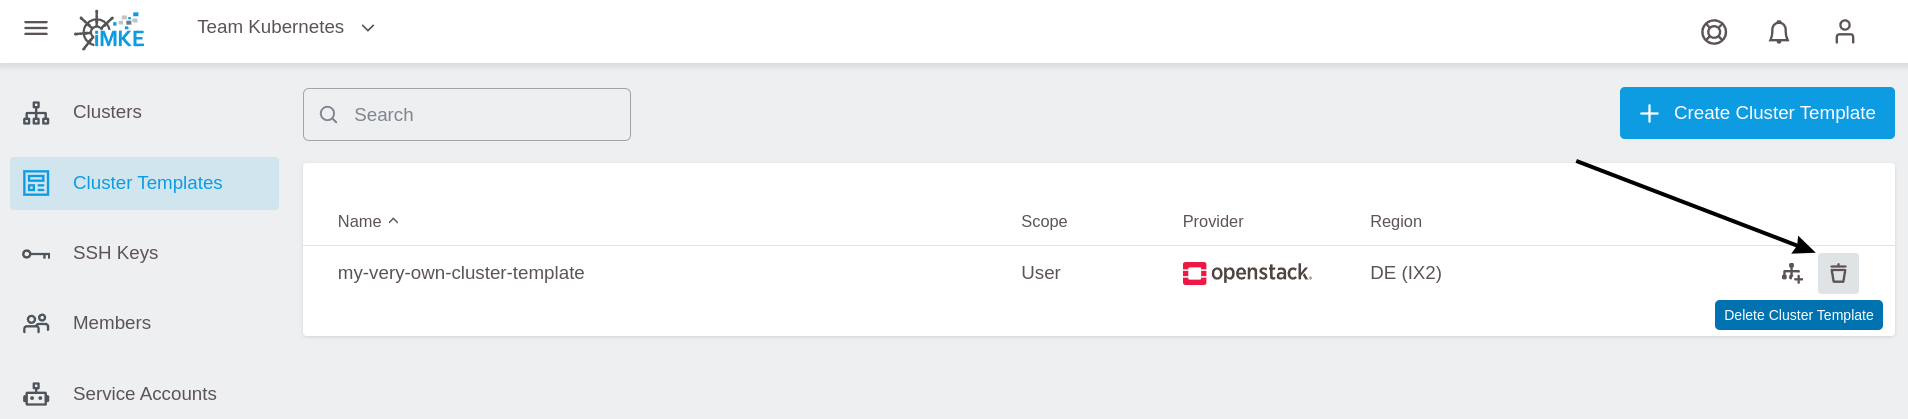 iMKE
Team Kubernetes
Clusters
Search
Create Cluster Template
Cluster Templates
Name Scope Provider Region
SSH Keys
my-very-own-cluster-template User openstack. DE (IX2)
Delete Cluster Template
Members
Service Accounts